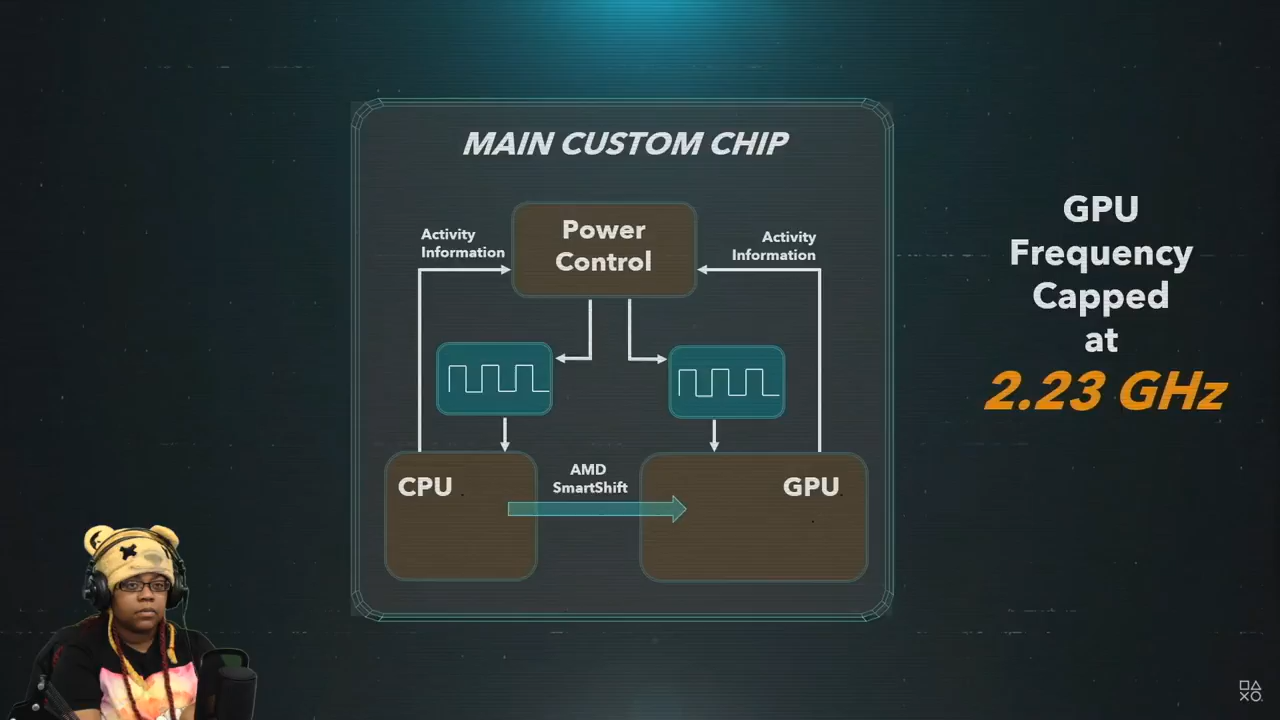 MAIN CUSTOM CHIP
Power
Control
Activity
Information
Activity
Information
CPU
AMD
SmartShift
GPU
GPU
Frequency
Capped
at
2.23 GHz